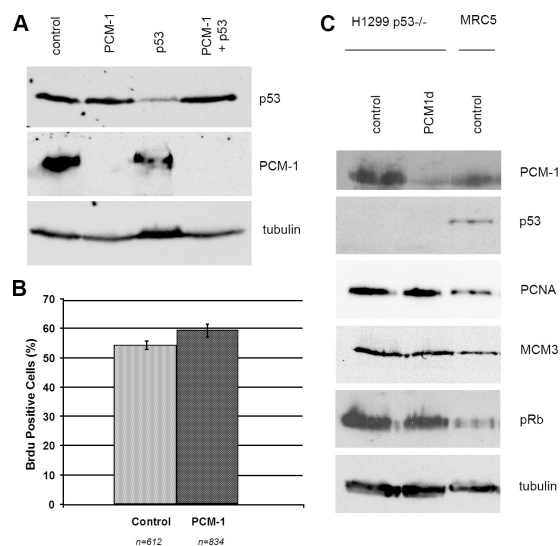 A
control
PCM-1
p53
PCM-1
+ p53
p53
PCM-1
tubulin
B
Brdu Positive Cells (%)
70
60
50
40
30
20
10
0
Control
PCM-1
n=612
n=834
C
H1299 p53-/-
MRC5
control
PCM1d
control
PCM-1
p53
PCNA
MCM3
pRb
tubulin